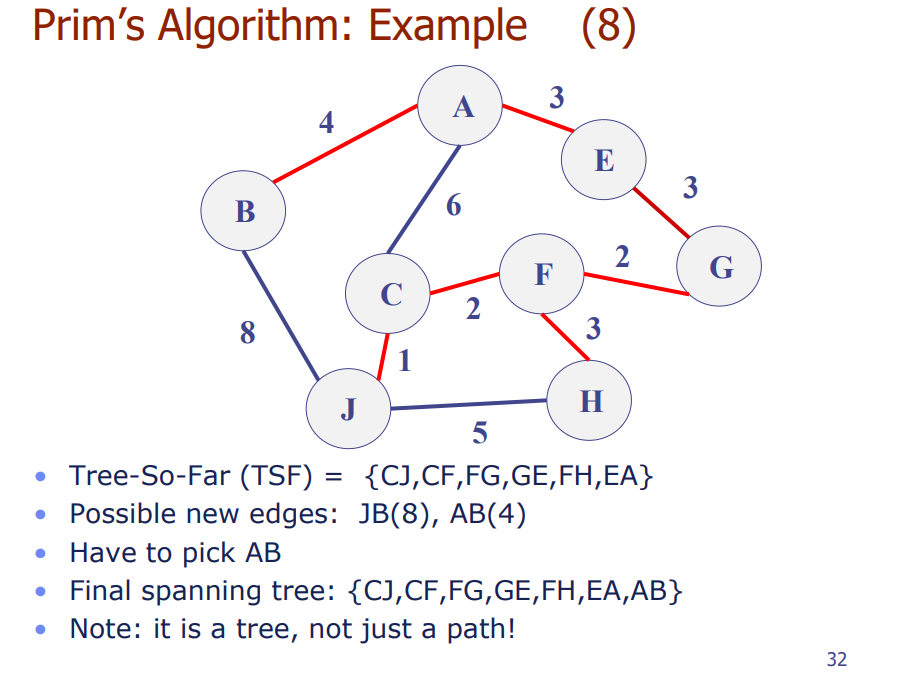 Prim's Algorithm: Example (8)
A
3
4
E
3
B
6
2
G
F
C
2
3
8
1
J
H
5
• Tree-So-Far (TSF) = {CJ,CF,FG,GE,FH,EA}
• Possible new edges: JB(8), AB(4)
• Have to pick AB
• Final spanning tree: {CJ,CF,FG,GE,FH,EA,AB}
• Note: it is a tree, not just a path!
32